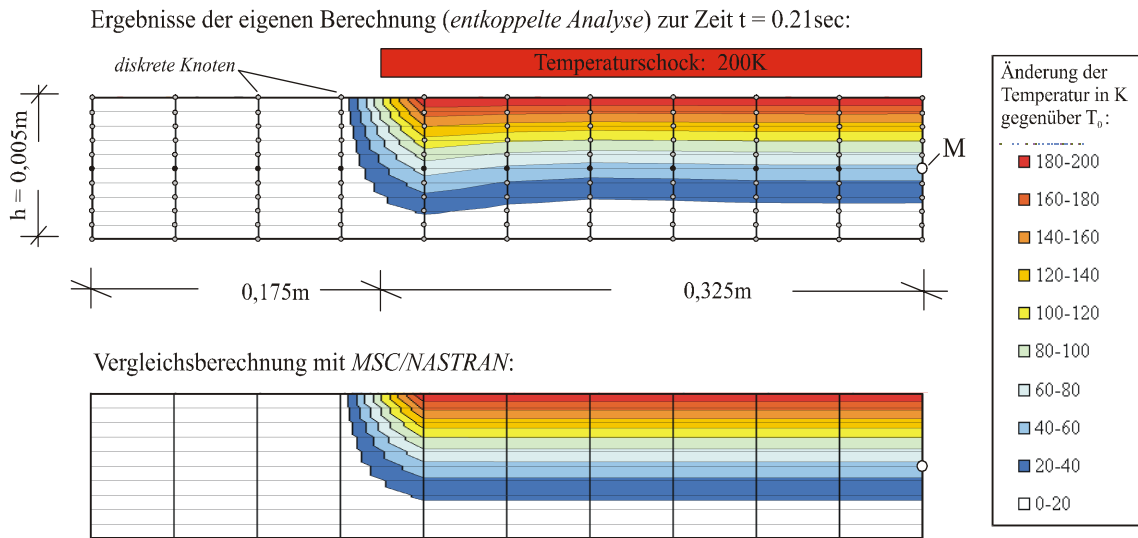 Ergebnisse der eigenen Berechnung (entkoppelte Analyse) zur Zeit t = 0.21sec:
diskrete Knoten
Temperaturschock: 200K
h = 0,005m
M
0,175m
0,325m
Vergleichsberechnung mit MSC/NASTRAN:
Änderung der
Temperatur in K
gegenüber T₀:
180-200
160-180
140-160
120-140
100-120
80-100
60-80
40-60
20-40
0-20